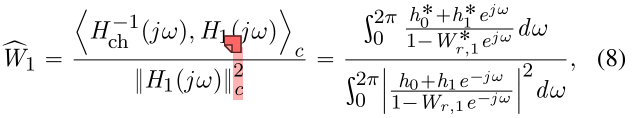 $$\widehat{W}_1 = \frac{\left\langle H_{\text{ch}}^{-1}(j\omega), H_1(j\omega) \right\rangle_c}{\|H_1(j\omega)\|_c^2} = \frac{\int_0^{2\pi} \frac{h_0^* + h_1^* e^{j\omega}}{1 - W_{r,1}^* e^{j\omega}} d\omega}{\int_0^{2\pi} \left| \frac{h_0 + h_1 e^{-j\omega}}{1 - W_{r,1} e^{-j\omega}} \right|^2 d\omega}, \quad (8)$$